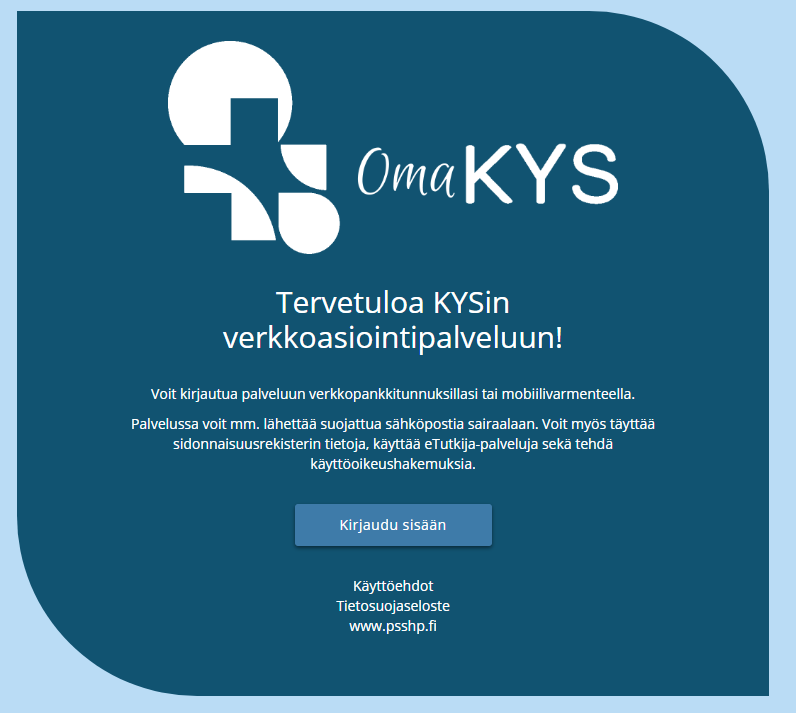 OmaKYS
Tervetuloa KYSin
verkkoasiointipalveluun!
Voit kirjautua palveluun verkkopankkitunnuksillasi tai mobiilivarmenteella.
Palvelussa voit mm. lähettää suojattua sähköpostia sairaalaan. Voit myös täyttää
sidonnaisuusrekisterin tietoja, käyttää eTutkija-palveluja sekä tehdä
käyttöoikeushakemuksia.
Kirjaudu sisään
Käyttöehdot
Tietosuojaseloste
www.psshp.fi